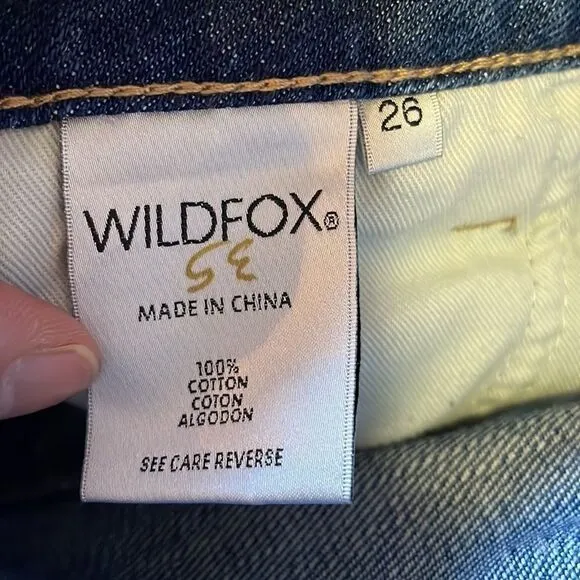 26
WILDFOX®
MADE IN CHINA
100%
COTTON
COTON
ALGODON
SEE CARE REVERSE